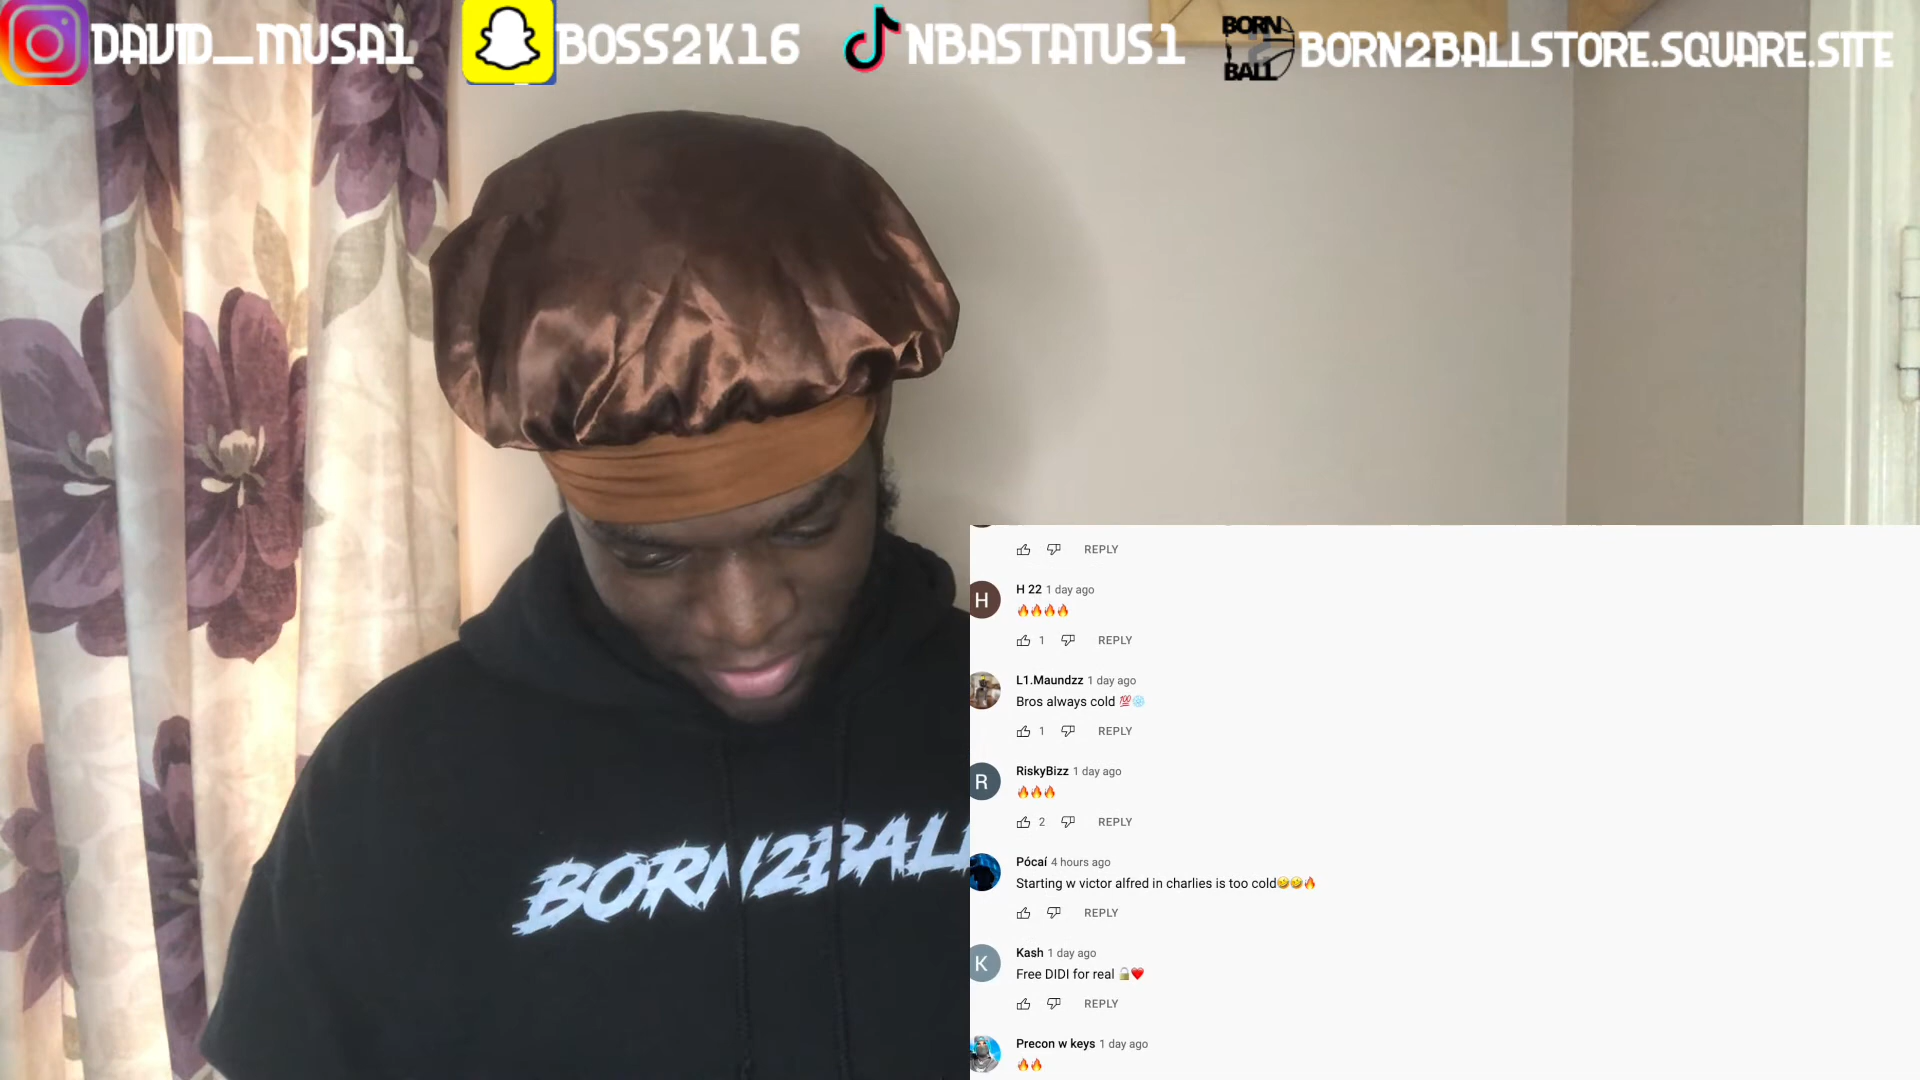 DAVID_MUSA1 BOSS2K16 NBASTATUS1 BORN 2 BALL BORN2BALLSTORE.SQUARE.SITE
REPLY
H
H 22 1 day ago
🔥🔥🔥🔥
1 REPLY
L1.Maundzz 1 day ago
Bros always cold 💯❄️
1 REPLY
R
RiskyBizz 1 day ago
🔥🔥🔥
2 REPLY
Pócaí 4 hours ago
Starting w victor alfred in charlies is too cold🤣🤣🔥
REPLY
K
Kash 1 day ago
Free DIDI for real 🔓❤️
REPLY
Precon w keys 1 day ago
🔥🔥
BORN2BALL